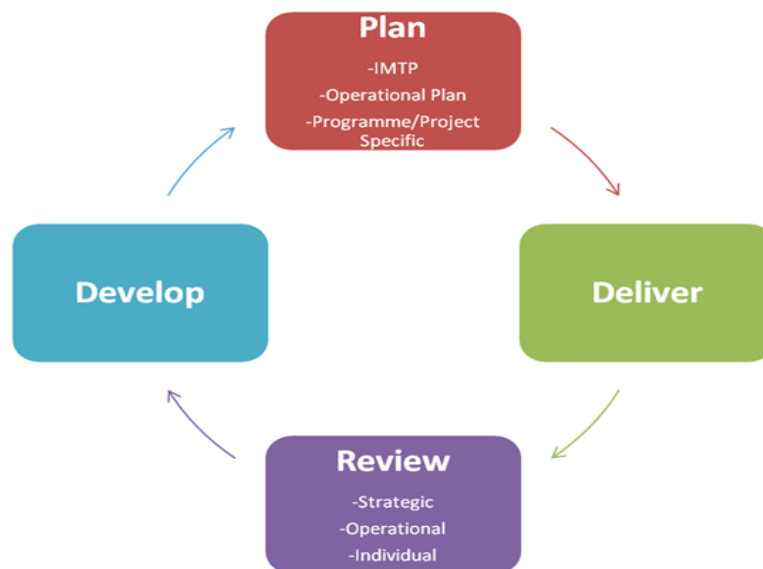 Plan
-IMTP
-Operational Plan
-Programme/Project
Specific
Develop
Deliver
Review
-Strategic
-Operational
-Individual